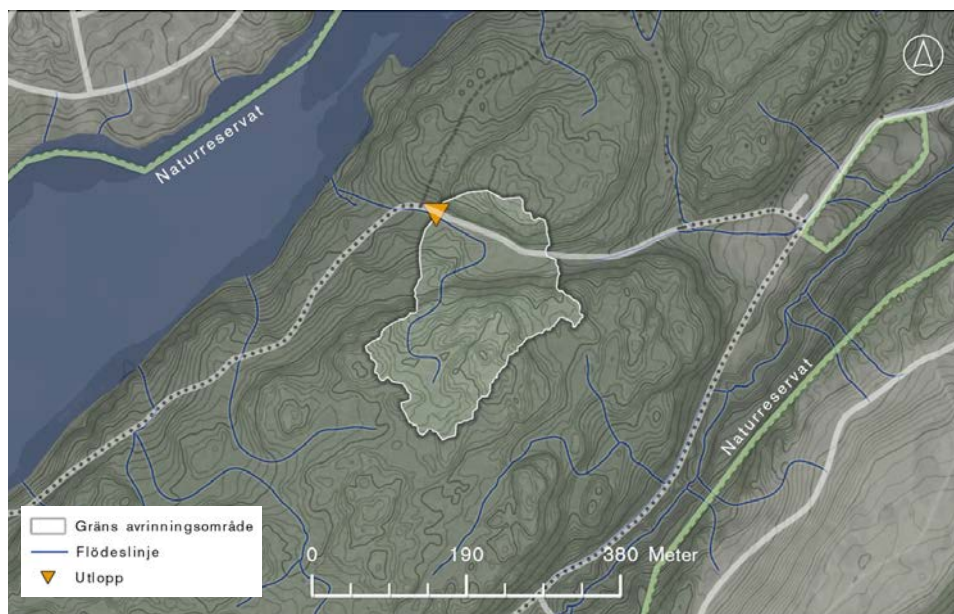 Naturreservat
Naturreservat
Gräns avrinningsområde
Flödeslinje
Utlopp
0 190 380 Meter